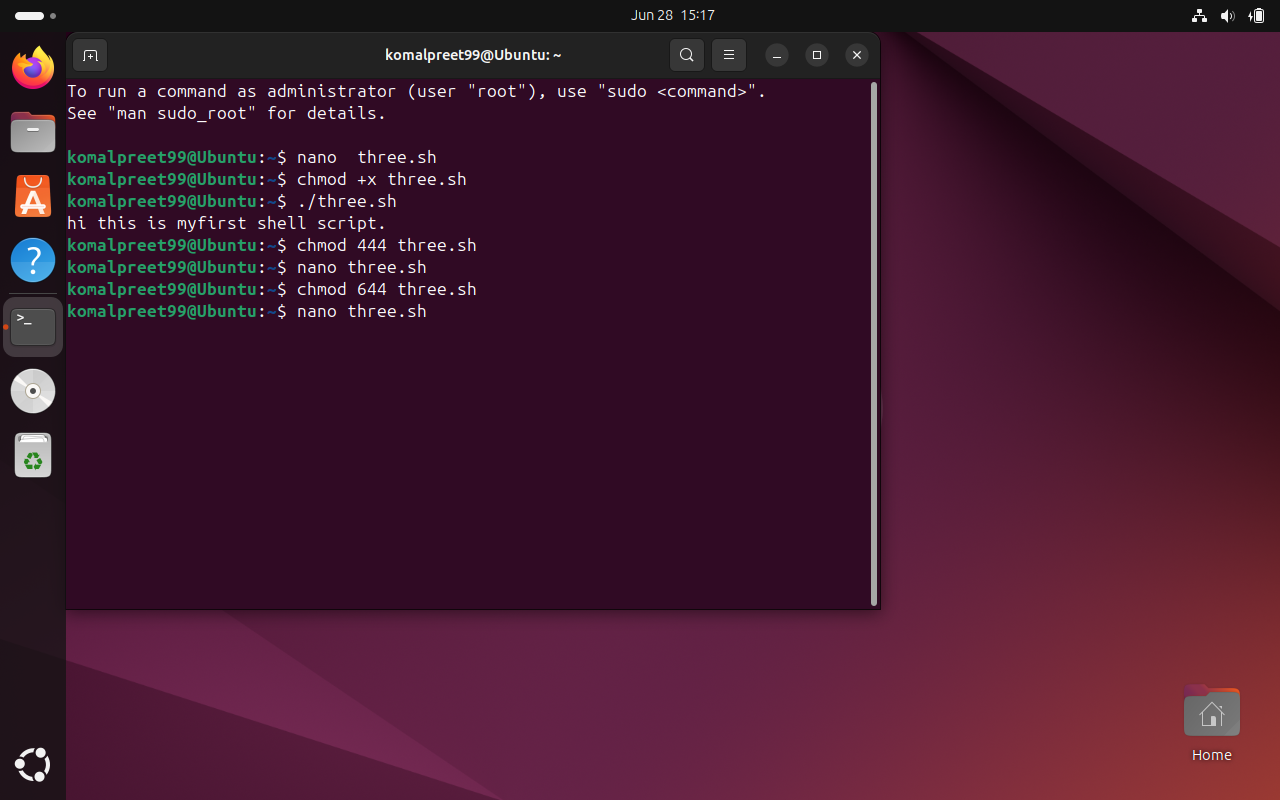 Jun 28 15:17
komalpreet99@Ubuntu: ~
To run a command as administrator (user "root"), use "sudo <command>".
See "man sudo_root" for details.
komalpreet99@Ubuntu:~$ nano  three.sh
komalpreet99@Ubuntu:~$ chmod +x three.sh
komalpreet99@Ubuntu:~$ ./three.sh
hi this is myfirst shell script.
komalpreet99@Ubuntu:~$ chmod 444 three.sh
komalpreet99@Ubuntu:~$ nano three.sh
komalpreet99@Ubuntu:~$ chmod 644 three.sh
komalpreet99@Ubuntu:~$ nano three.sh
Home